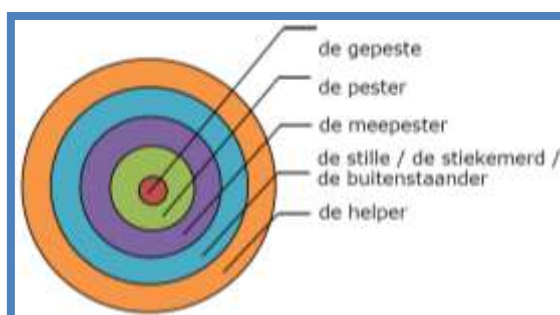 de gepeste
de pester
de meepester
de stille / de stiekemerd /
de buitenstaander
de helper